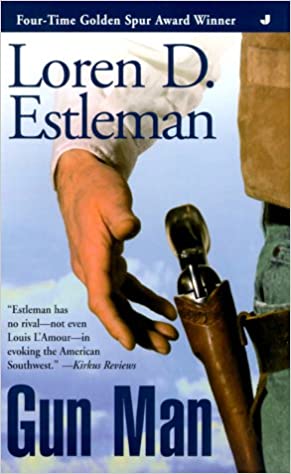 Four-Time Golden Spur Award Winner
J
Loren D.
Estleman
“Estleman has
no rival—not even
Louis L’Amour—in
evoking the American
Southwest.” —Kirkus Reviews
Gun Man